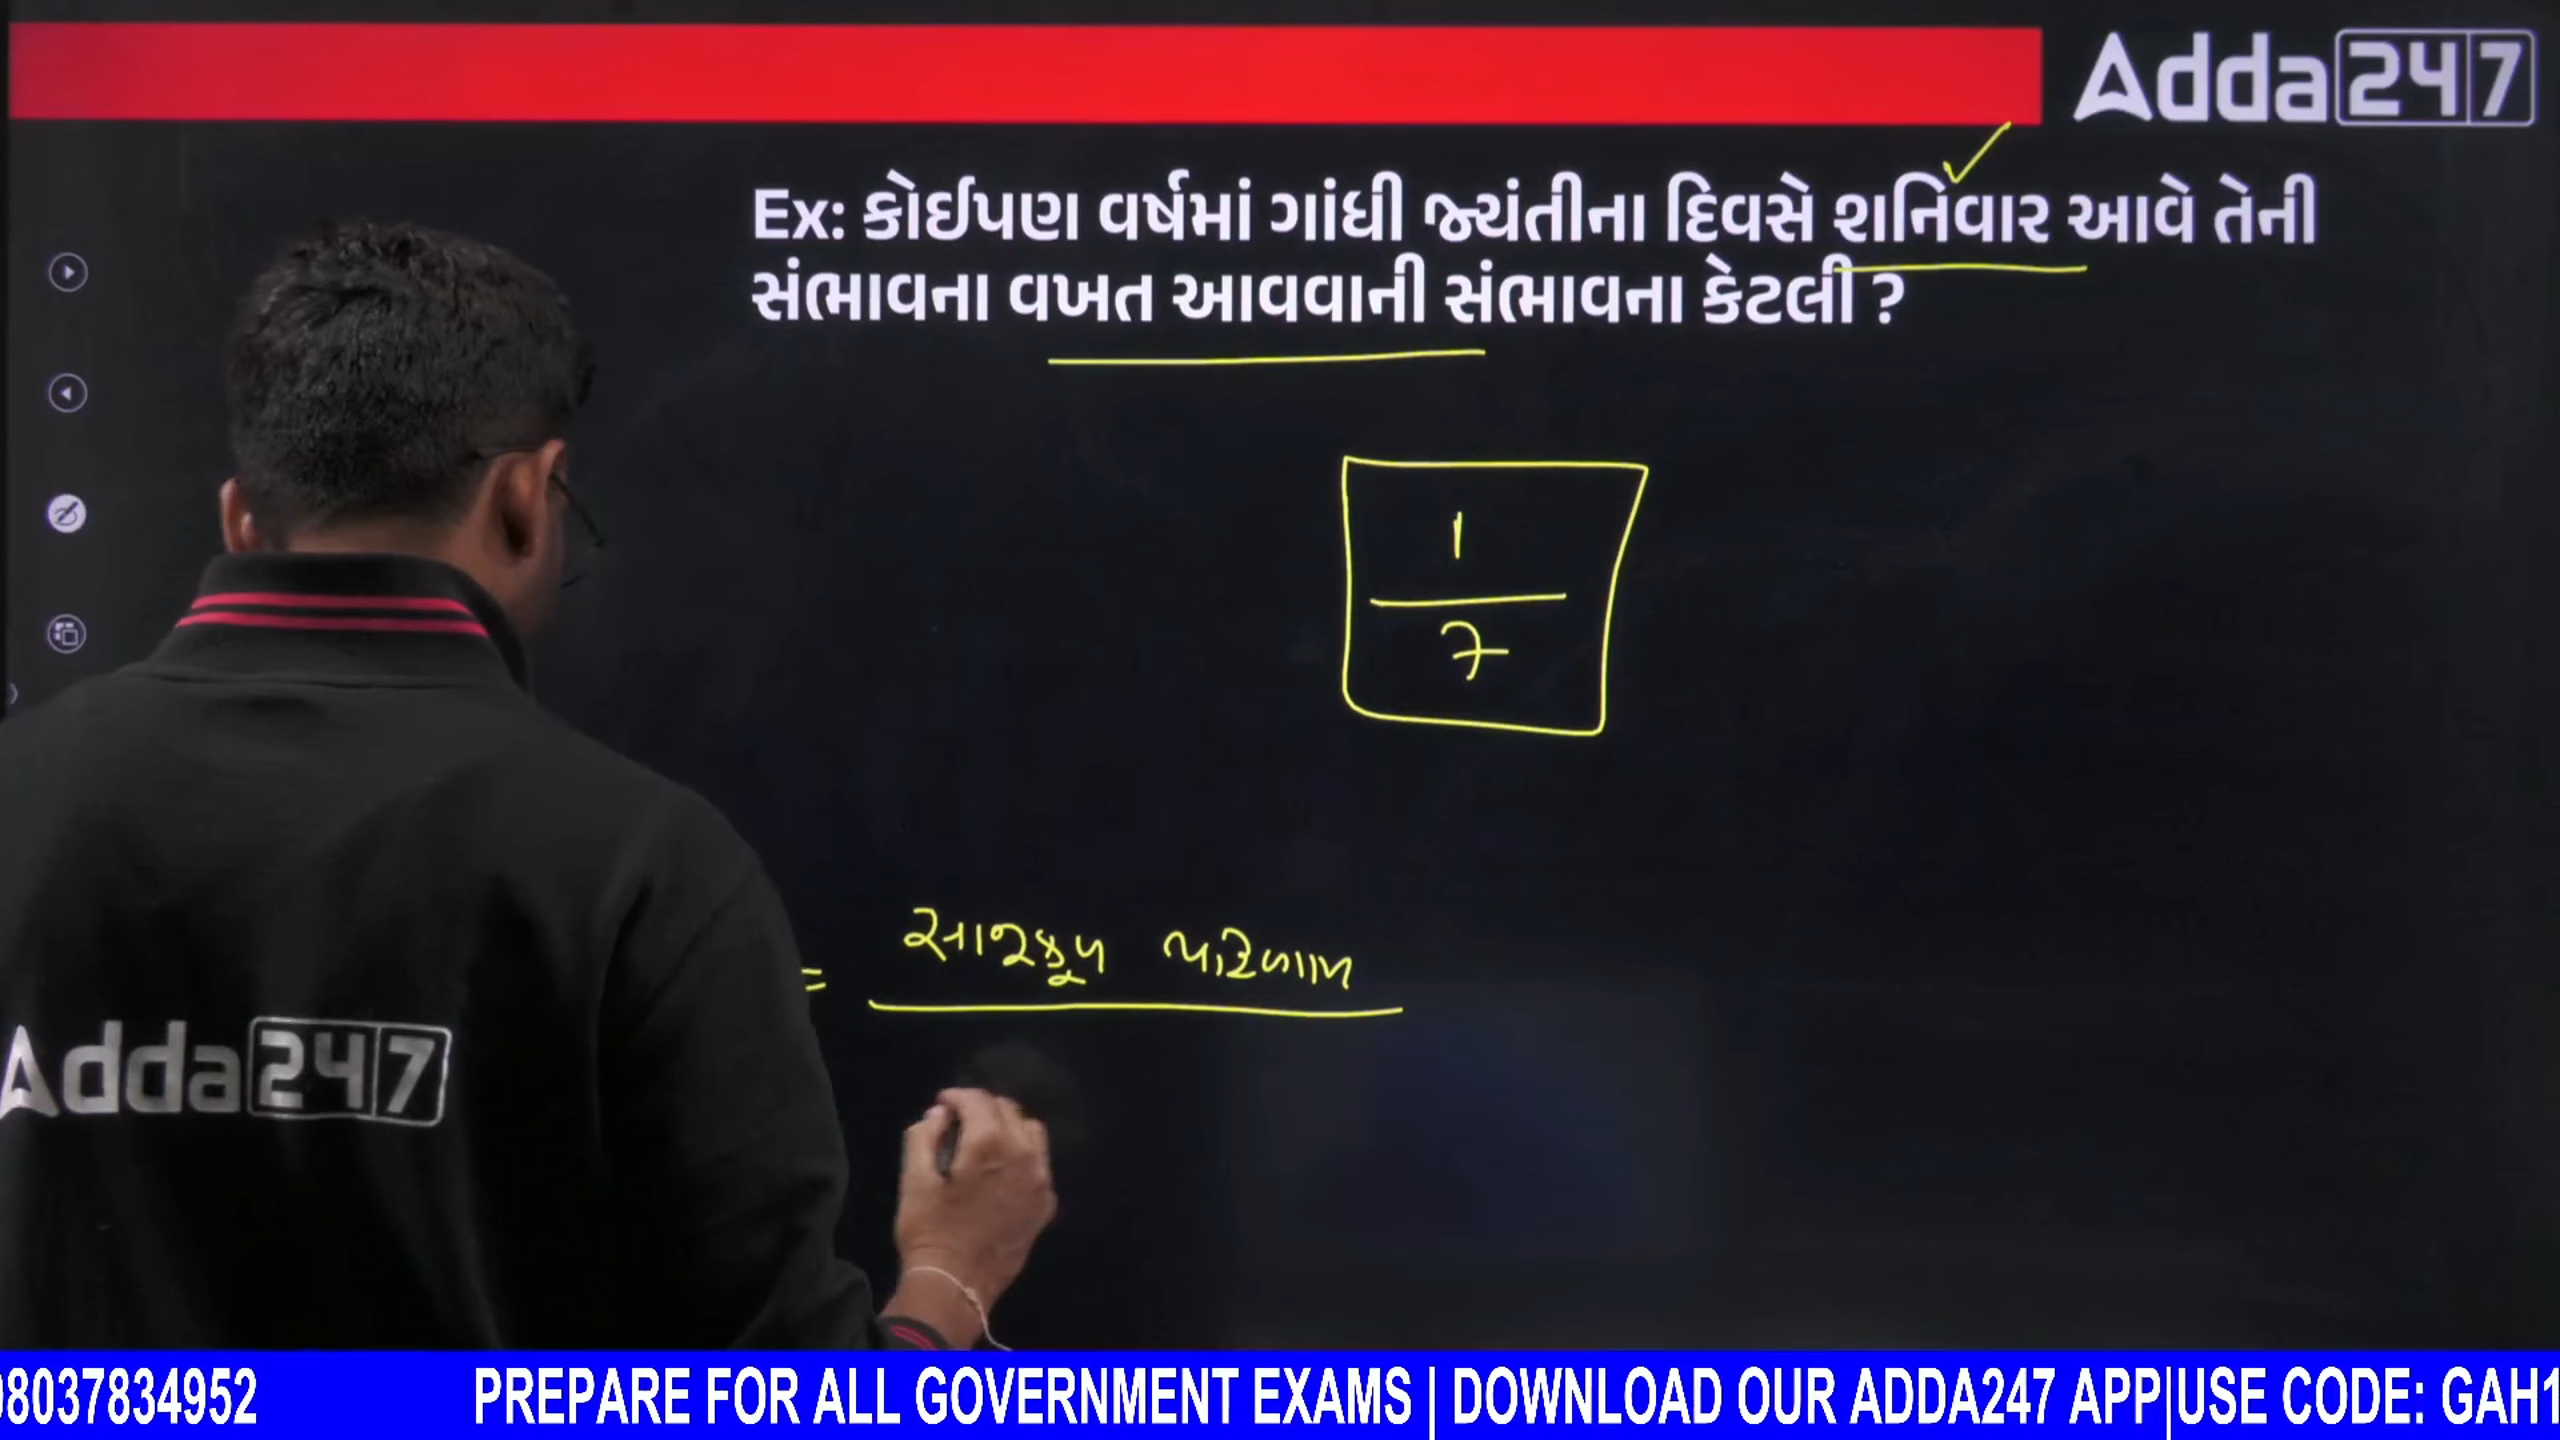 Adda247
Ex: કોઈપણ વર્ષમાં ગાંધી જ્યંતીના દિવસે શનિવાર આવે તેની
સંભાવના વખત આવવાની સંભાવના કેટલી ?
1
7
=
Adda247
08037834952 PREPARE FOR ALL GOVERNMENT EXAMS | DOWNLOAD OUR ADDA247 APP|USE CODE: GAH1